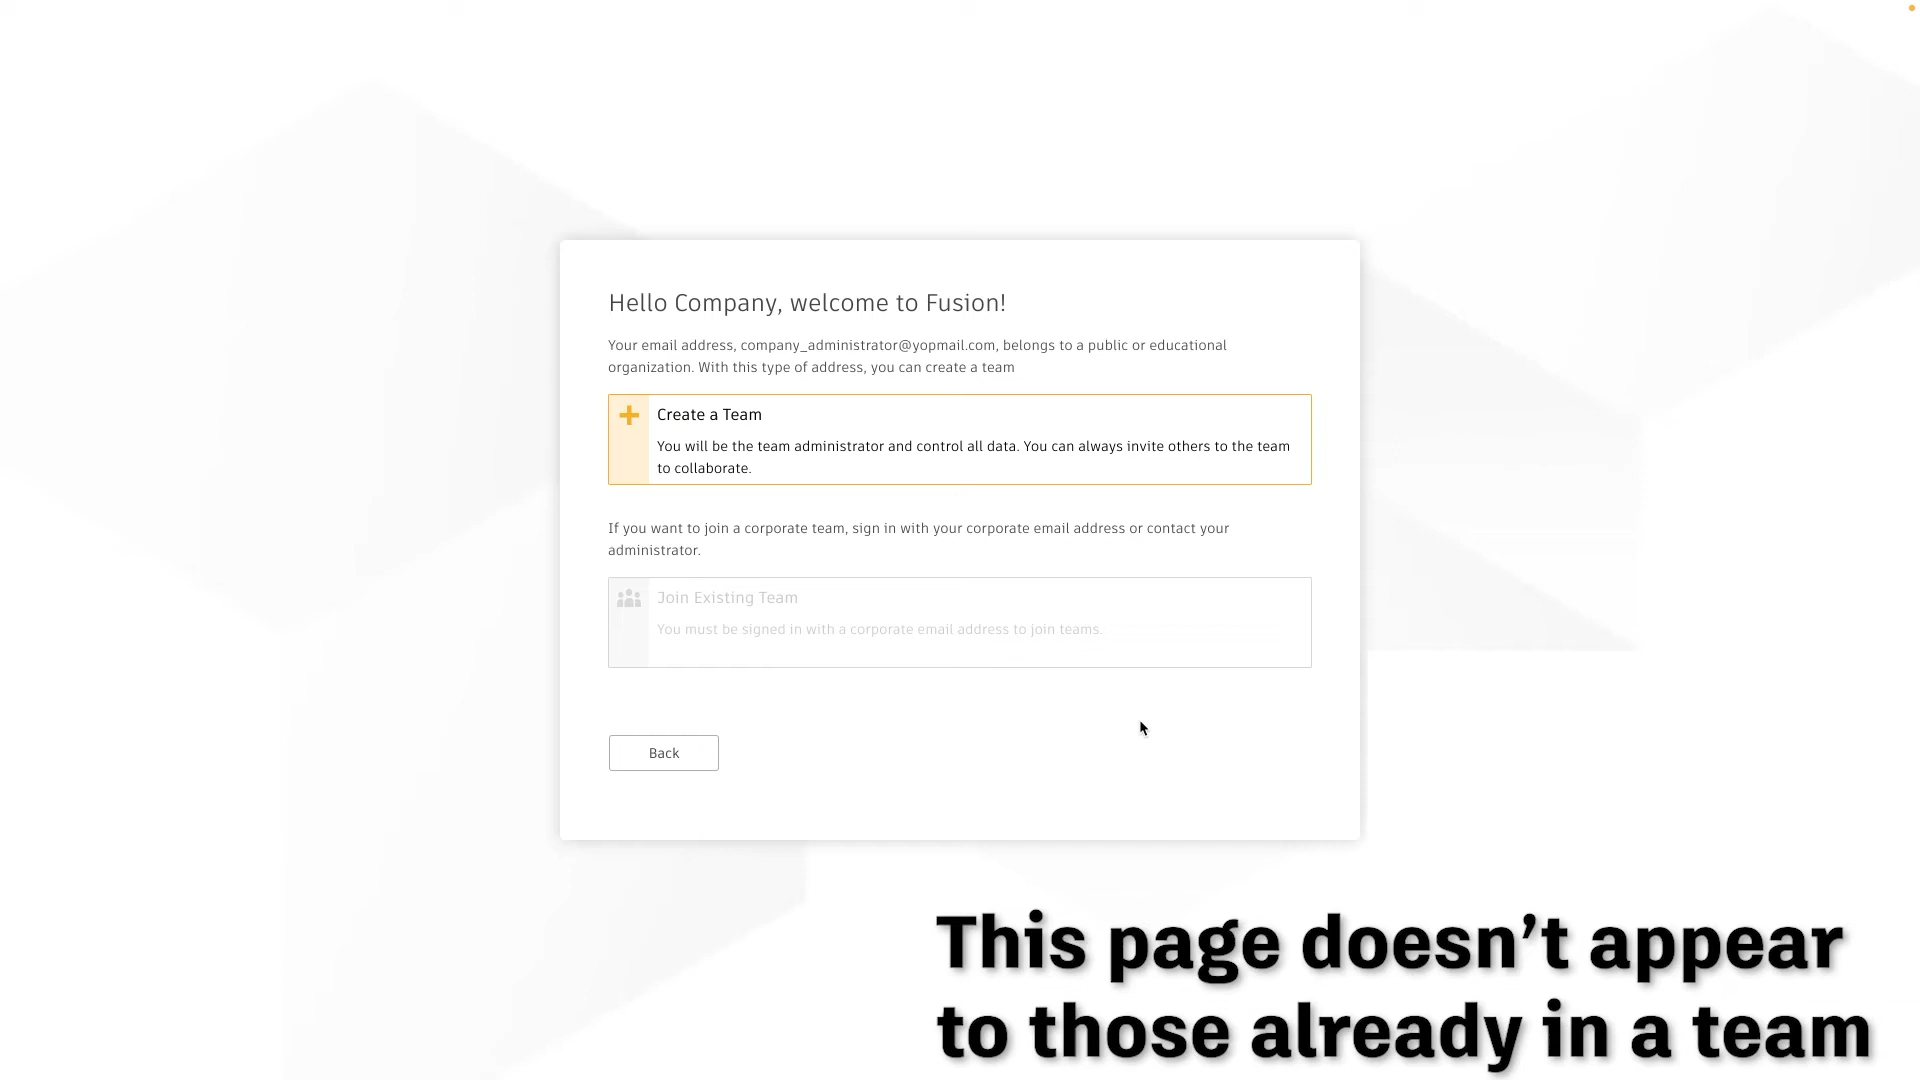 Hello Company, welcome to Fusion!
Your email address, company_administrator@yopmail.com, belongs to a public or educational
organization. With this type of address, you can create a team
Create a Team
You will be the team administrator and control all data. You can always invite others to the team
to collaborate.
If you want to join a corporate team, sign in with your corporate email address or contact your
administrator.
Join Existing Team
You must be signed in with a corporate email address to join teams.
Back
This page doesn’t appear
to those already in a team